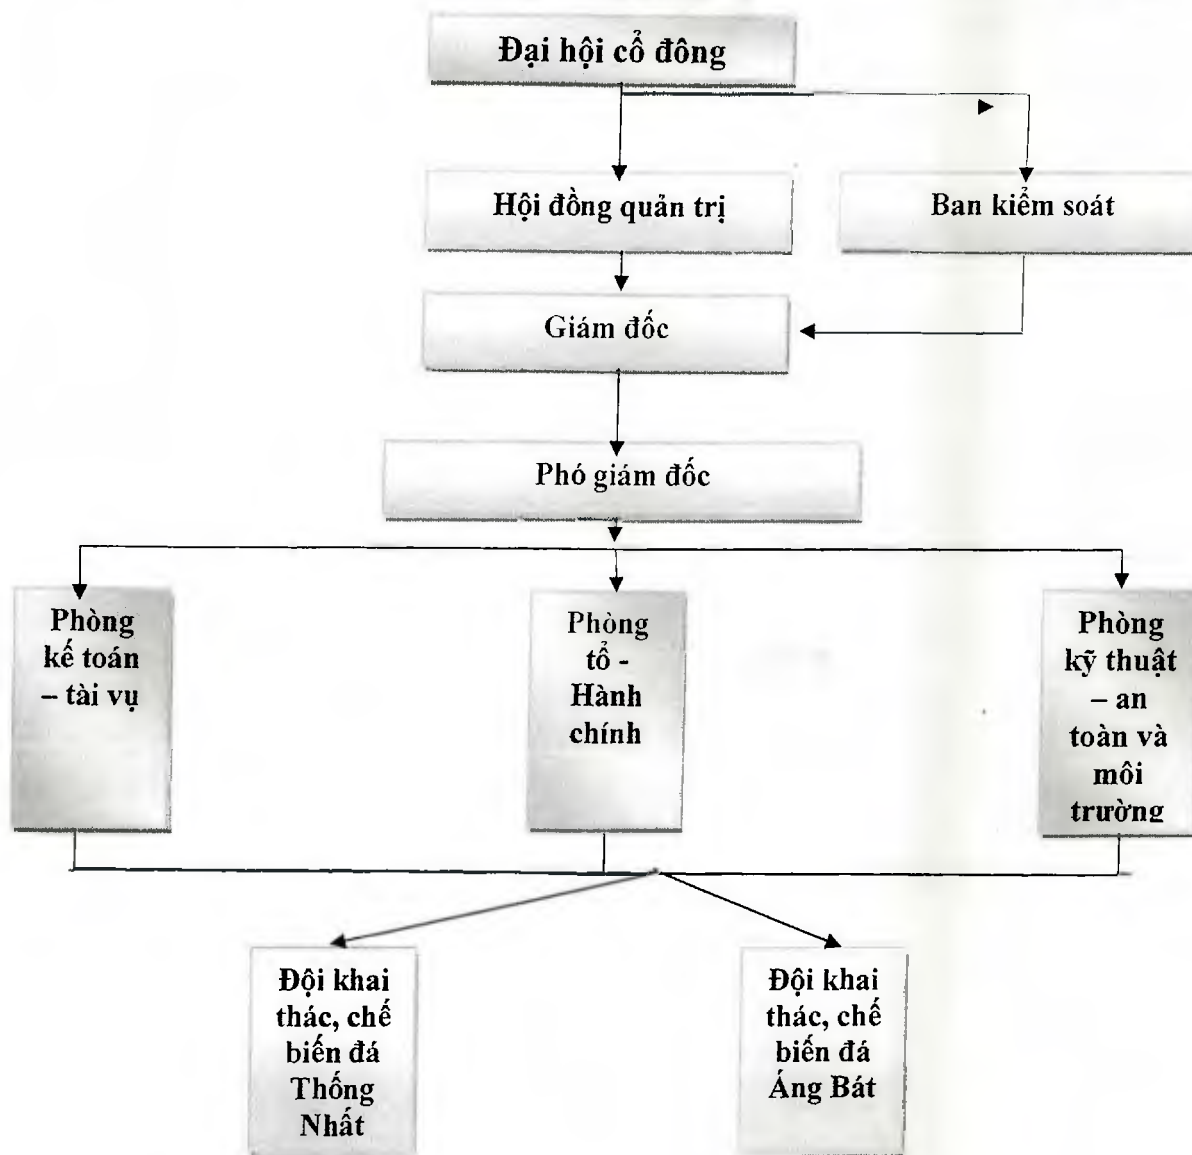 Đại hội cổ đông
Hội đồng quản trị
Ban kiểm soát
Giám đốc
Phó giám đốc
Phòng
kế toán
– tài vụ
Phòng
tổ -
Hành
chính
Phòng
kỹ thuật
– an
toàn và
môi
trường
Đội khai
thác, chế
biến đá
Thống
Nhất
Đội khai
thác, chế
biến đá
Áng Bát